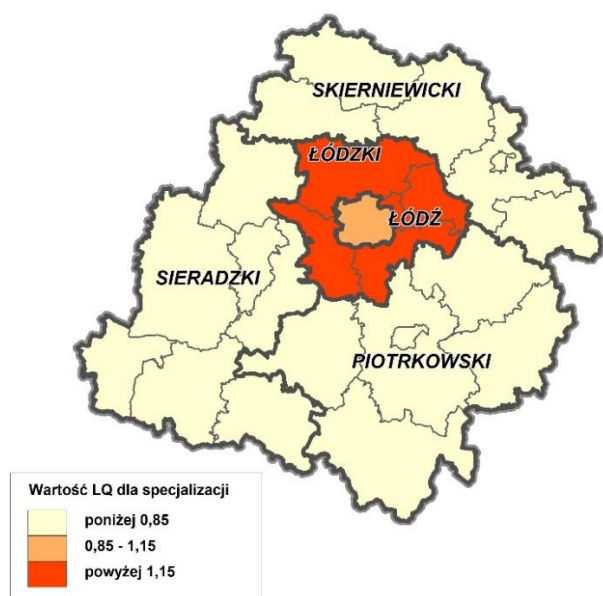 SKIERNIEWICKI
ŁÓDZKI
ŁÓDŹ
SIERADZKI
PIOTRKOWSKI
Wartość LQ dla specjalizacji
poniżej 0,85
0,85 - 1,15
powyżej 1,15